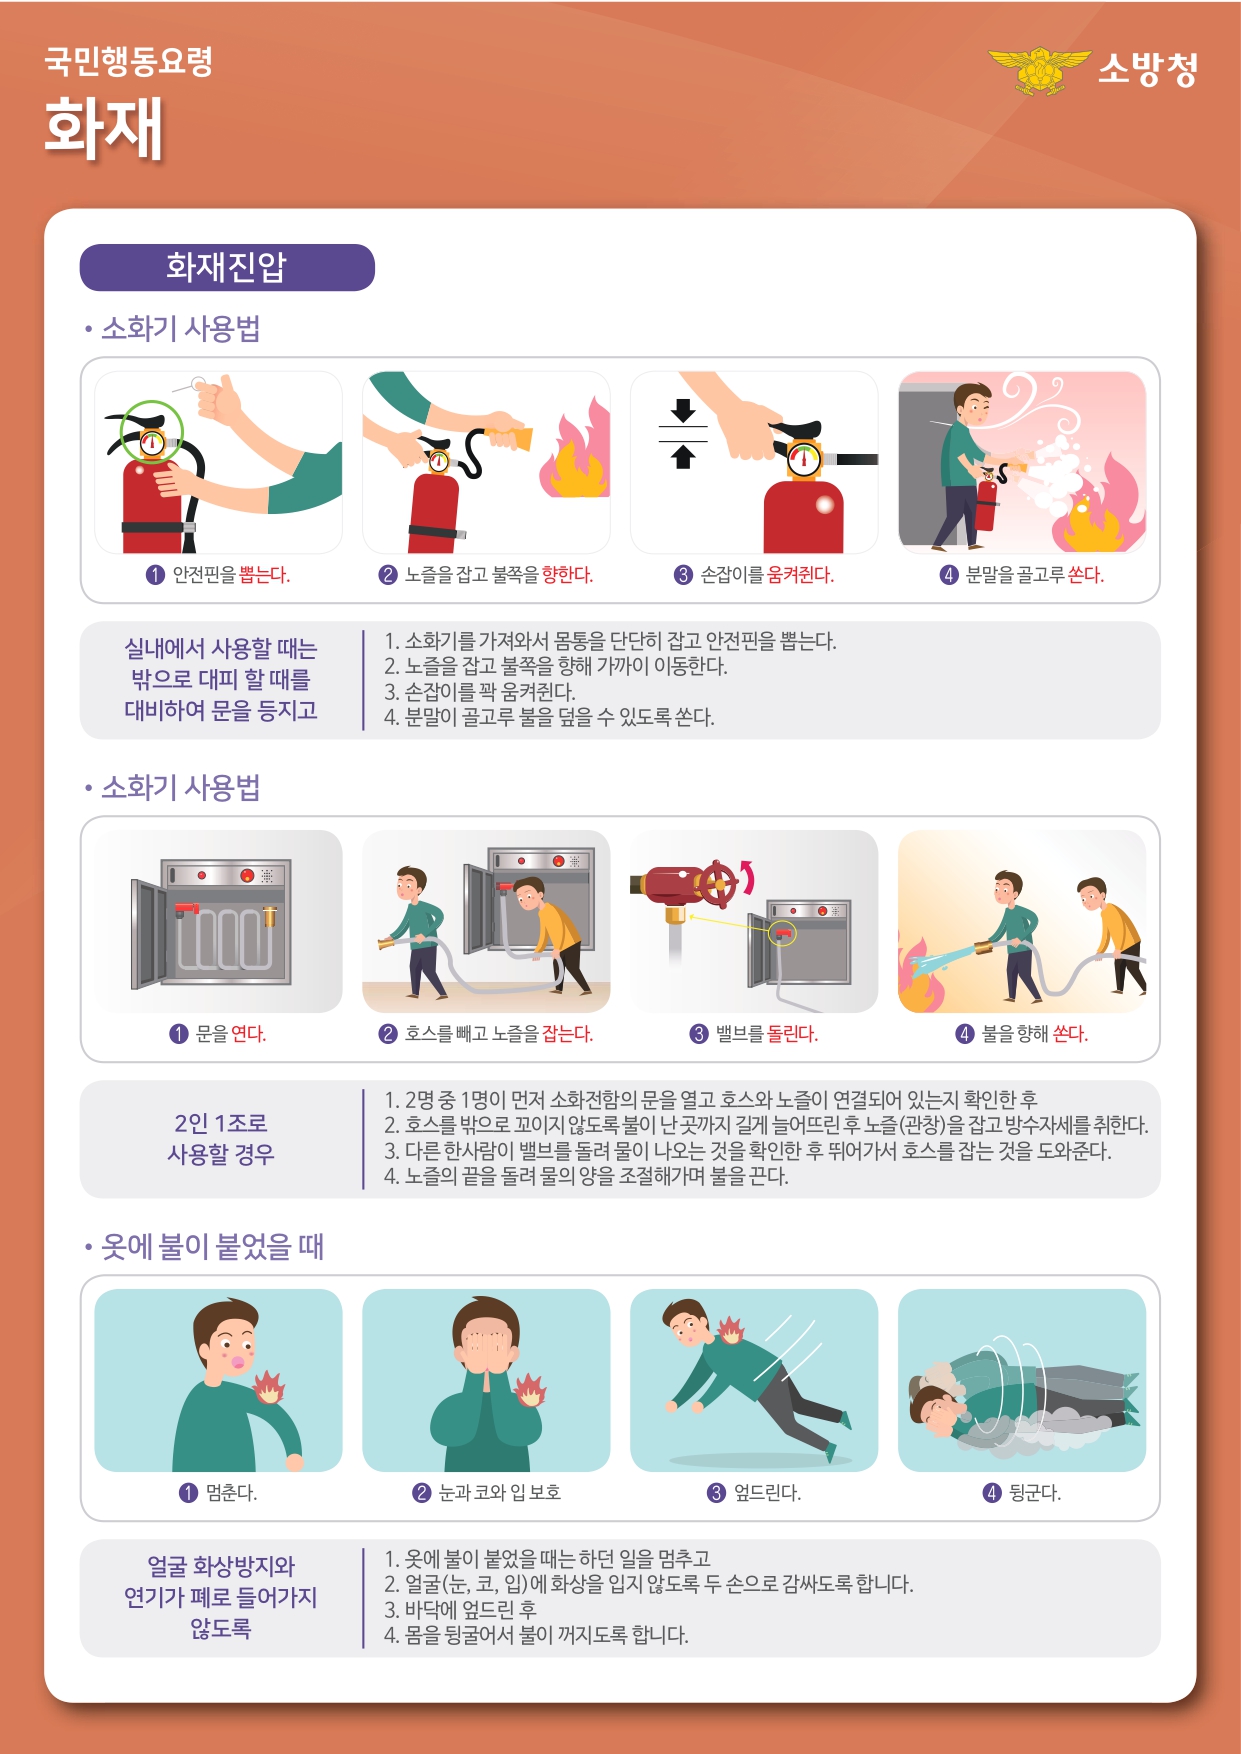 국민행동요령
화재
소방청
화재진압
• 소화기 사용법
1 안전핀을 뽑는다.
2 노즐을 잡고 불쪽을 향한다.
3 손잡이를 움켜쥔다.
4 분말을 골고루 쏜다.
실내에서 사용할 때는
밖으로 대피 할 때를
대비하여 문을 등지고
1. 소화기를 가져와서 몸통을 단단히 잡고 안전핀을 뽑는다.
2. 노즐을 잡고 불쪽을 향해 가까이 이동한다.
3. 손잡이를 꽉 움켜쥔다.
4. 분말이 골고루 불을 덮을 수 있도록 쏜다.
• 소화기 사용법
1 문을 연다.
2 호스를 빼고 노즐을 잡는다.
3 밸브를 돌린다.
4 불을 향해 쏜다.
2인 1조로
사용할 경우
1. 2명 중 1명이 먼저 소화전함의 문을 열고 호스와 노즐이 연결되어 있는지 확인한 후
2. 호스를 밖으로 꼬이지 않도록 불이 난 곳까지 길게 늘어뜨린 후 노즐(관창)을 잡고 방수자세를 취한다.
3. 다른 한사람이 밸브를 돌려 물이 나오는 것을 확인한 후 뛰어가서 호스를 잡는 것을 도와준다.
4. 노즐의 끝을 돌려 물의 양을 조절해가며 불을 끈다.
• 옷에 불이 붙었을 때
1 멈춘다.
2 눈과 코와 입 보호
3 엎드린다.
4 뒹군다.
얼굴 화상방지와
연기가 폐로 들어가지
않도록
1. 옷에 불이 붙었을 때는 하던 일을 멈추고
2. 얼굴(눈, 코, 입)에 화상을 입지 않도록 두 손으로 감싸도록 합니다.
3. 바닥에 엎드린 후
4. 몸을 뒹굴어서 불이 꺼지도록 합니다.